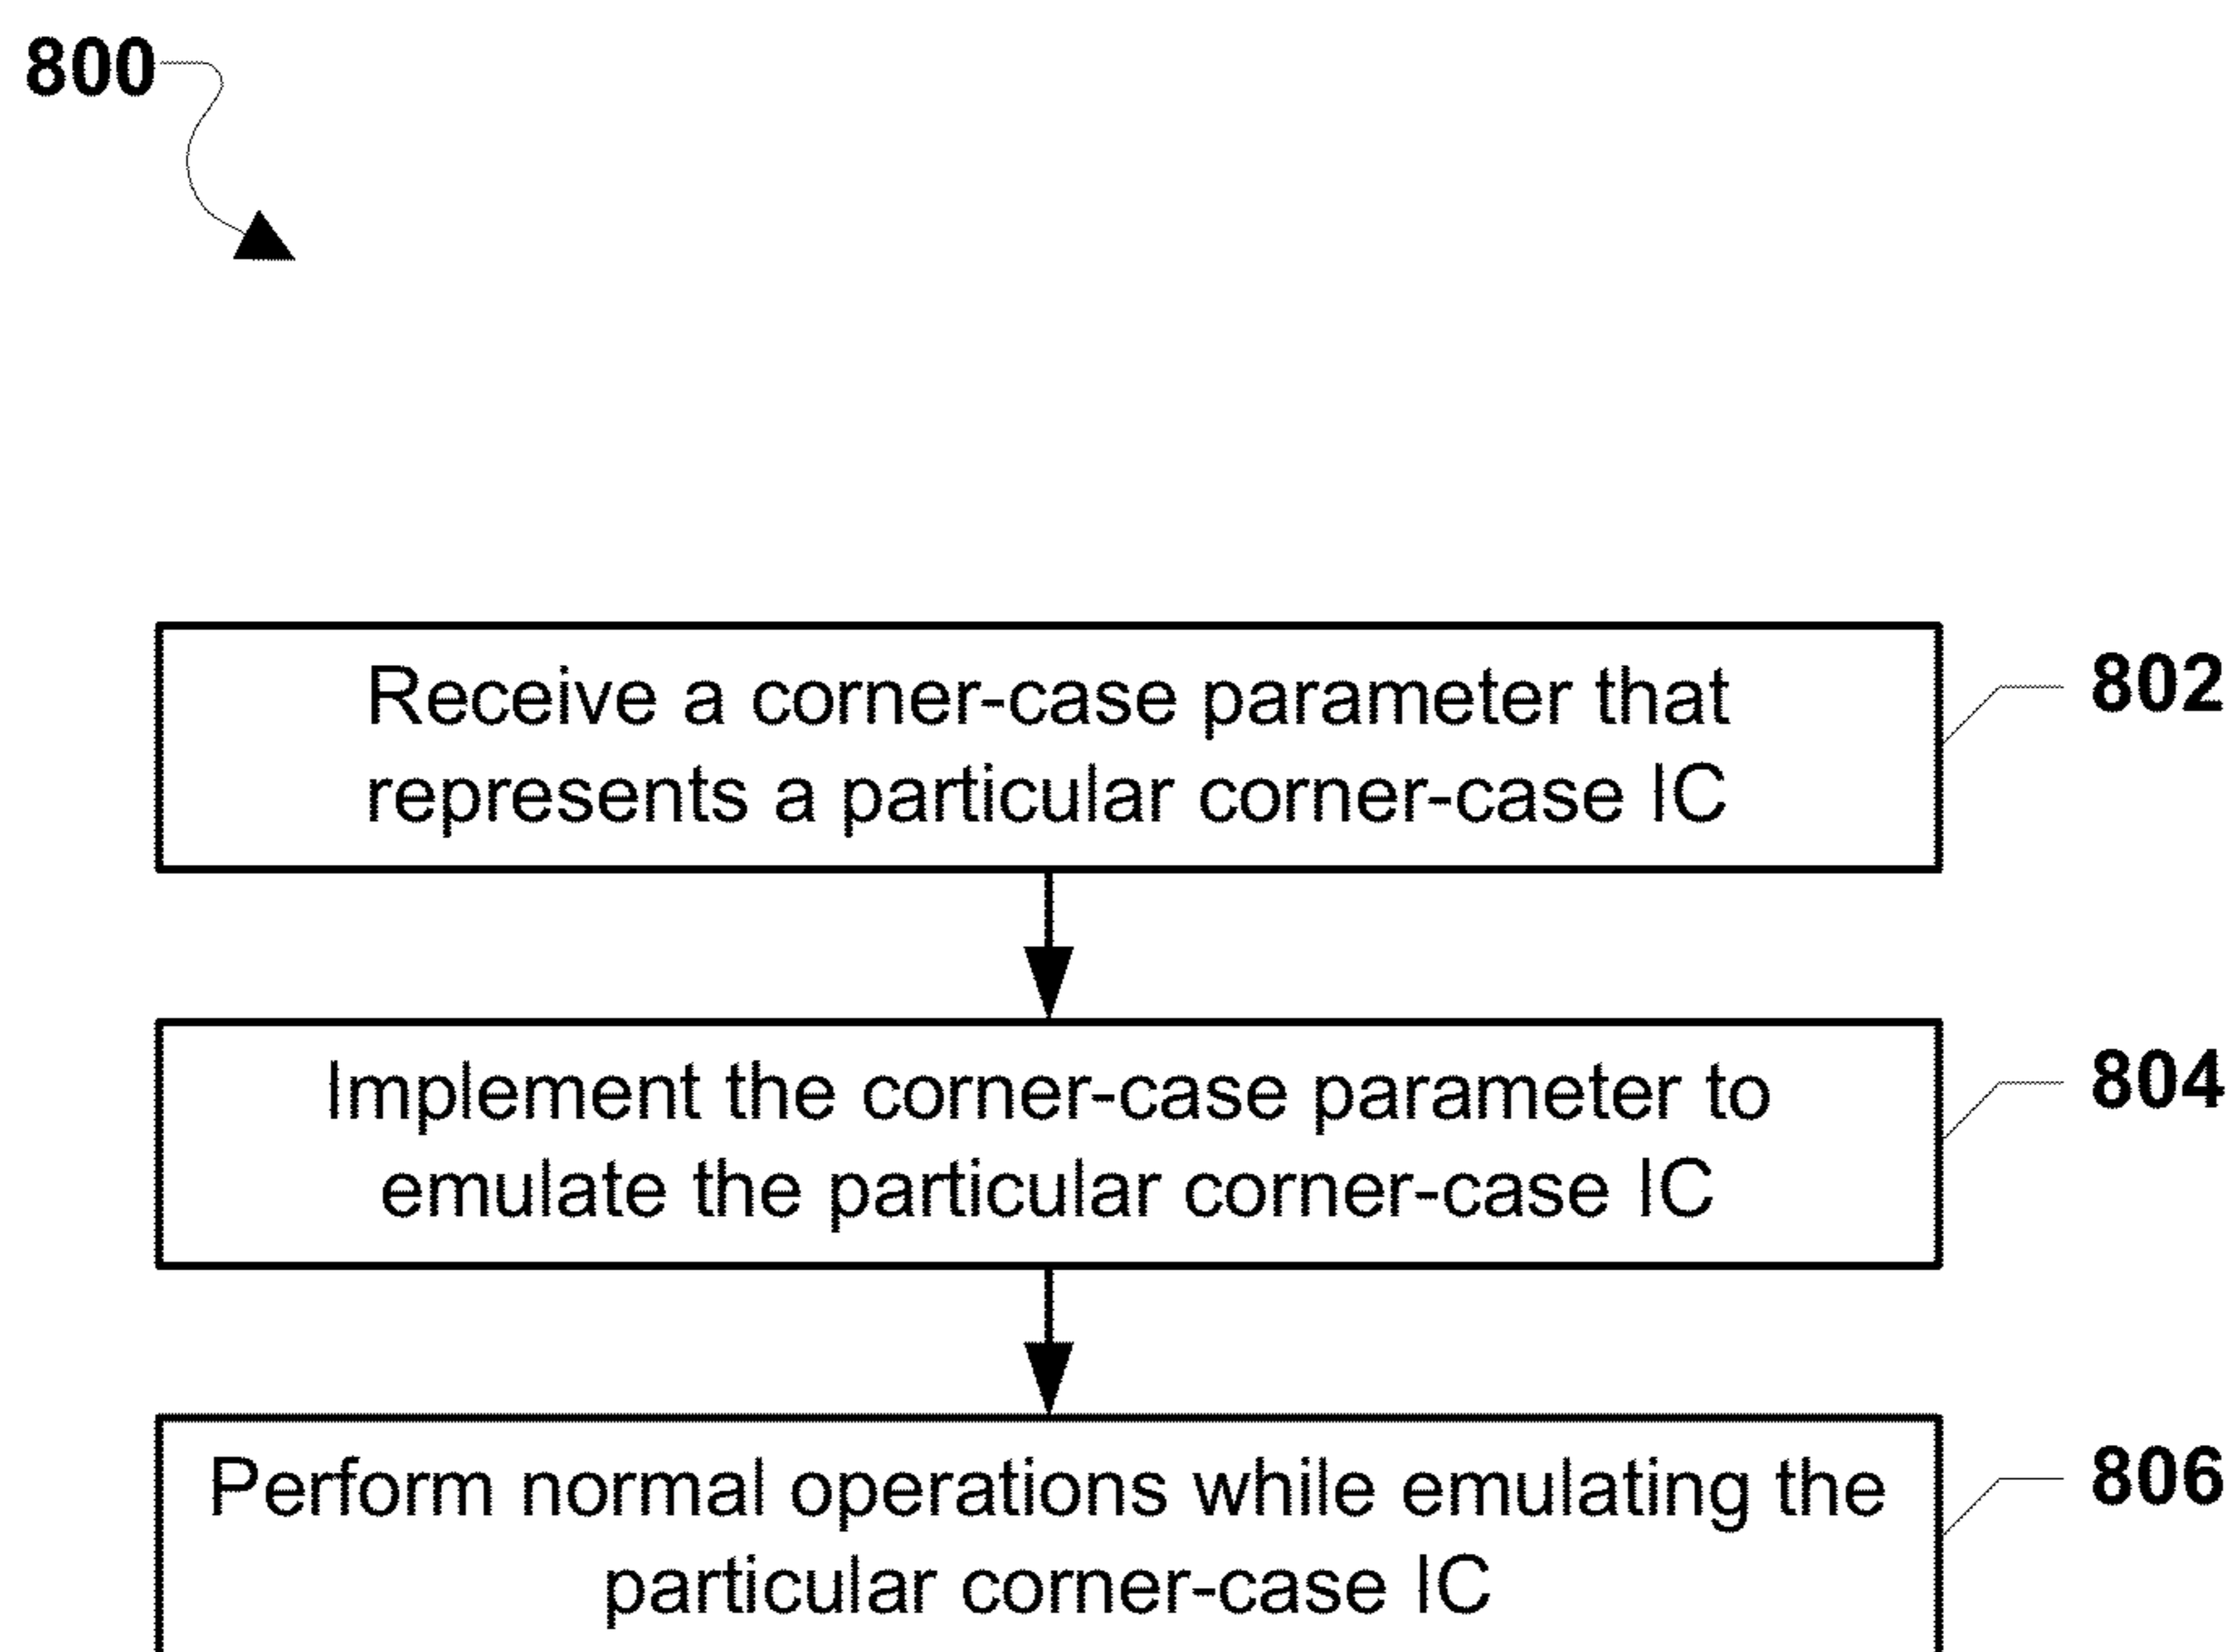 800
Receive a corner-case parameter that
represents a particular corner-case IC
802
Implement the corner-case parameter to
emulate the particular corner-case IC
804
Perform normal operations while emulating the
particular corner-case IC
806